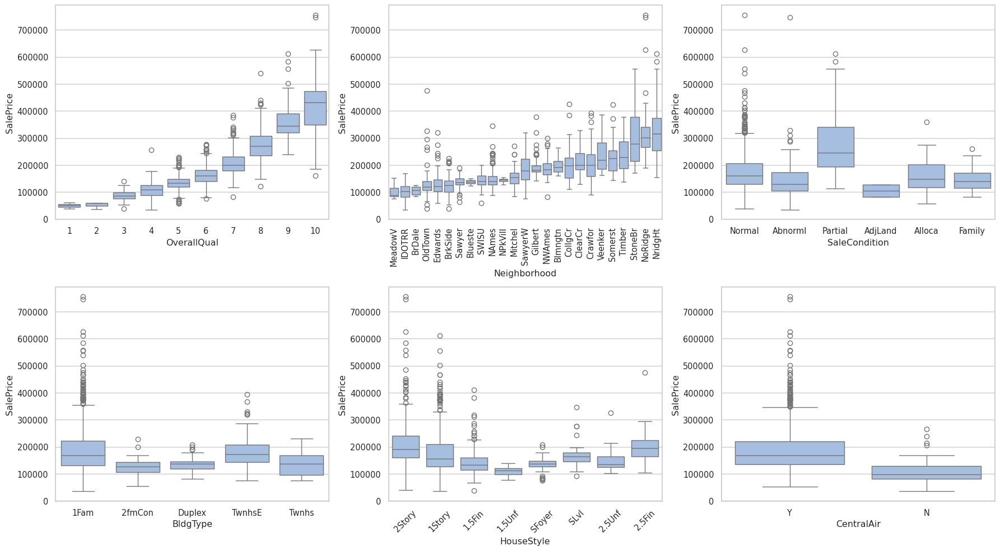 700000
600000
500000
400000
300000
200000
100000
0
SalePrice
1 2 3 4 5 6 7 8 9 10
OverallQual
700000
600000
500000
400000
300000
200000
100000
0
SalePrice
MeadowV IDOTRR BrDale OldTown Edwards BrkSide Sawyer Blueste SWISU NAmes NPkVill Mitchel SawyerW Gilbert NWAmes Blmngtn CollgCr ClearCr Crawfor Veenker Somerst Timber StoneBr NoRidge NridgHt
Neighborhood
700000
600000
500000
400000
300000
200000
100000
0
SalePrice
Normal Abnorml Partial AdjLand Alloca Family
SaleCondition
700000
600000
500000
400000
300000
200000
100000
0
SalePrice
1Fam 2fmCon Duplex TwnhsE Twnhs
BldgType
700000
600000
500000
400000
300000
200000
100000
0
SalePrice
2Story 1Story 1.5Fin 1.5Unf SFoyer SLvl 2.5Unf 2.5Fin
HouseStyle
700000
600000
500000
400000
300000
200000
100000
0
SalePrice
Y N
CentralAir